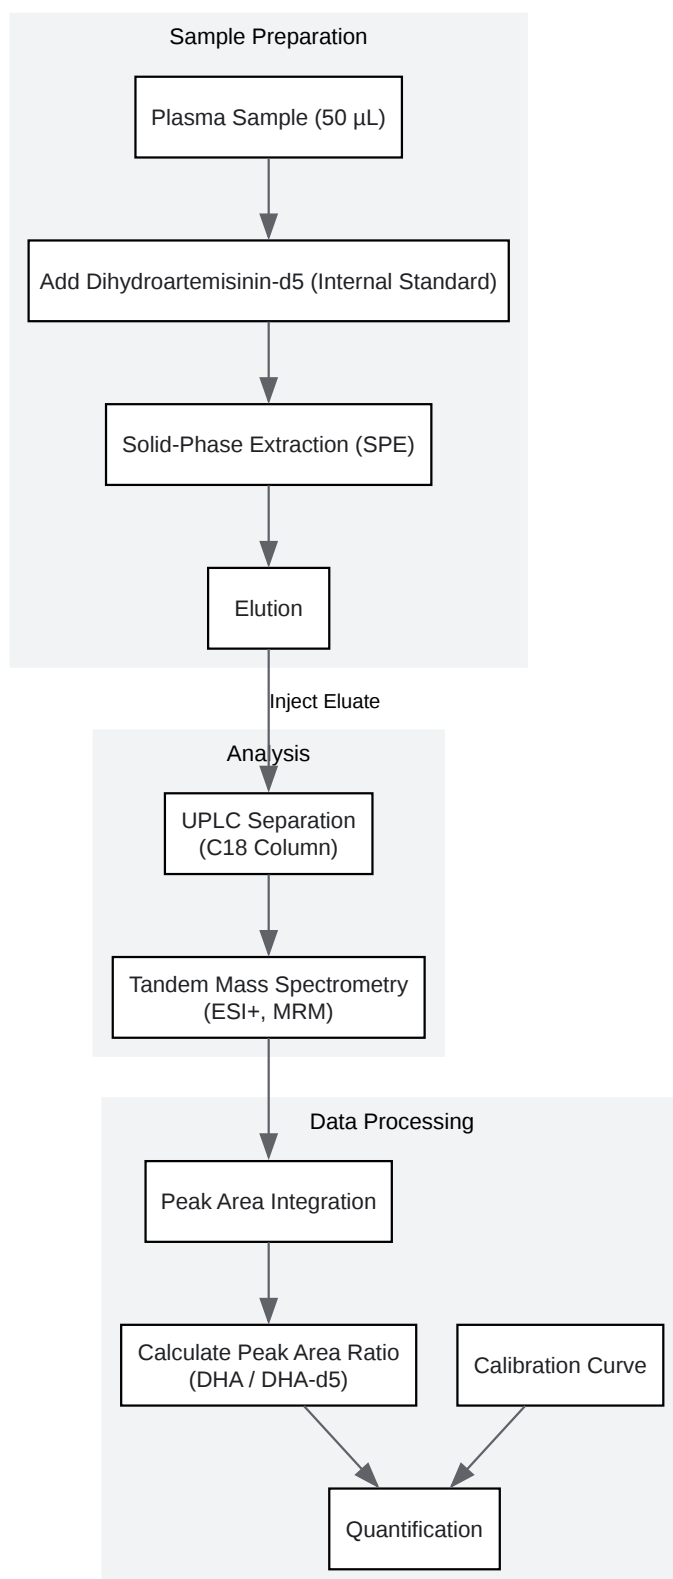 Sample Preparation
Plasma Sample (50 µL)
Add Dihydroartemisinin-d5 (Internal Standard)
Solid-Phase Extraction (SPE)
Elution
Inject Eluate
Analysis
UPLC Separation
(C18 Column)
Tandem Mass Spectrometry
(ESI+, MRM)
Data Processing
Peak Area Integration
Calculate Peak Area Ratio
(DHA / DHA-d5)
Calibration Curve
Quantification